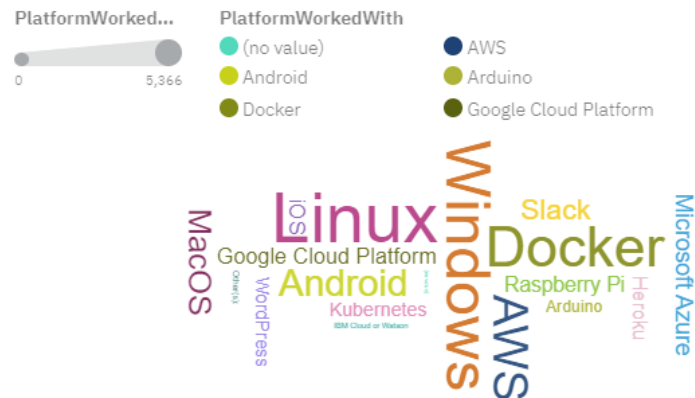 PlatformWorked...
0 5,366
PlatformWorkedWith
(no value)
AWS
Android
Arduino
Docker
Google Cloud Platform
Windows
Linux
iOS
Slack
MacOS
Docker
Microsoft Azure
Google Cloud Platform
Android
Other(s):
WordPress
Raspberry Pi
Heroku
Kubernetes
Arduino
AWS
IBM Cloud or Watson